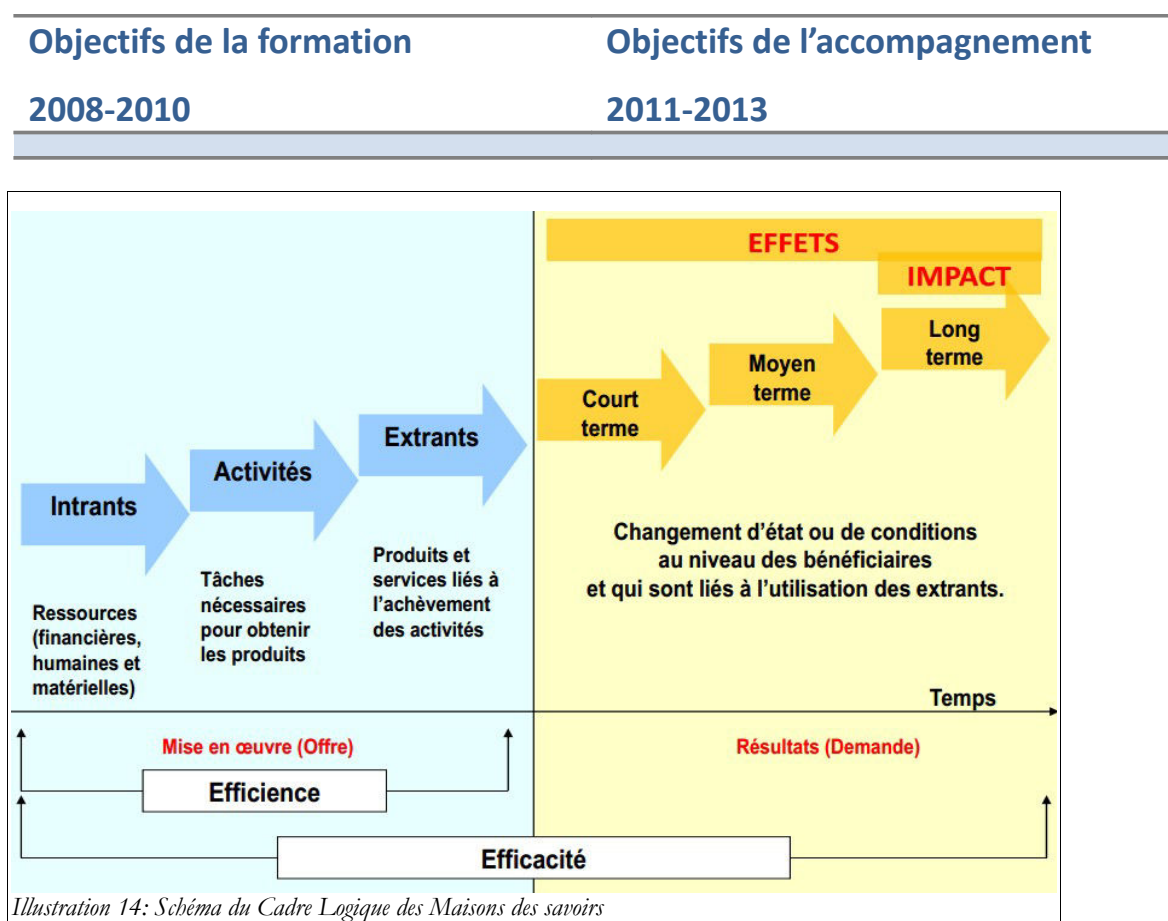 Objectifs de la formation
2008-2010
Objectifs de l’accompagnement
2011-2013
EFFETS
IMPACT
Long
terme
Moyen
terme
Court
terme
Extrants
Activités
Intrants
Changement d’état ou de conditions
au niveau des bénéficiaires
et qui sont liés à l’utilisation des extrants.
Produits et
services liés à
l’achèvement
des activités
Tâches
nécessaires
pour obtenir
les produits
Ressources
(financières,
humaines et
matérielles)
Temps
Mise en œuvre (Offre)
Résultats (Demande)
Efficience
Efficacité
Illustration 14: Schéma du Cadre Logique des Maisons des savoirs